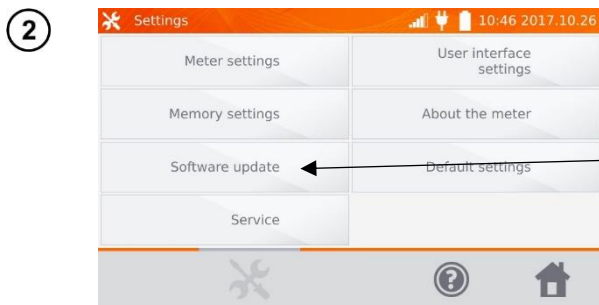 2
Settings
10:46 2017.10.26
Meter settings
User interface
settings
Memory settings
About the meter
Software update
Default settings
Service
?